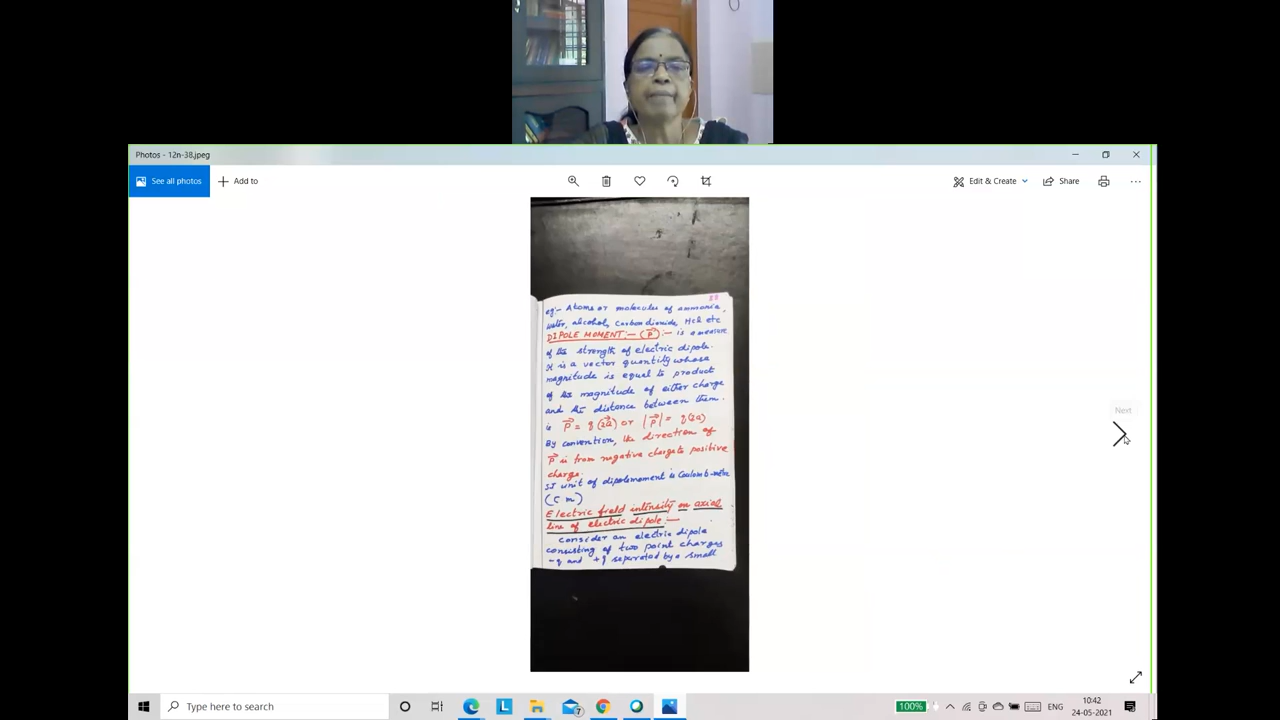 Photos - 12n-38.jpeg
See all photos
Add to
Edit & Create
Share
38
eg:- Atoms or molecules of ammonia,
water, alcohol, Carbondioxide, Hcl etc
DIPOLE MOMENT:- (P) :- is a measure
of the strength of electric dipole.
It is a vector quantity whose
magnitude is equal to product
of the magnitude of either charge
and the distance between them.
is P = q (2a) or |P| = q(2a)
By convention, the direction of
P is from negative charge to positive
charge.
SI unit of dipolemoment is Coulomb-metre
(C m)
Electric field intensity on axial
line of electric dipole :-
Consider an electric dipole
consisting of two point charges
-q and +q separated by a small
Next
Type here to search
7
100%
ENG
10:42
24-05-2021